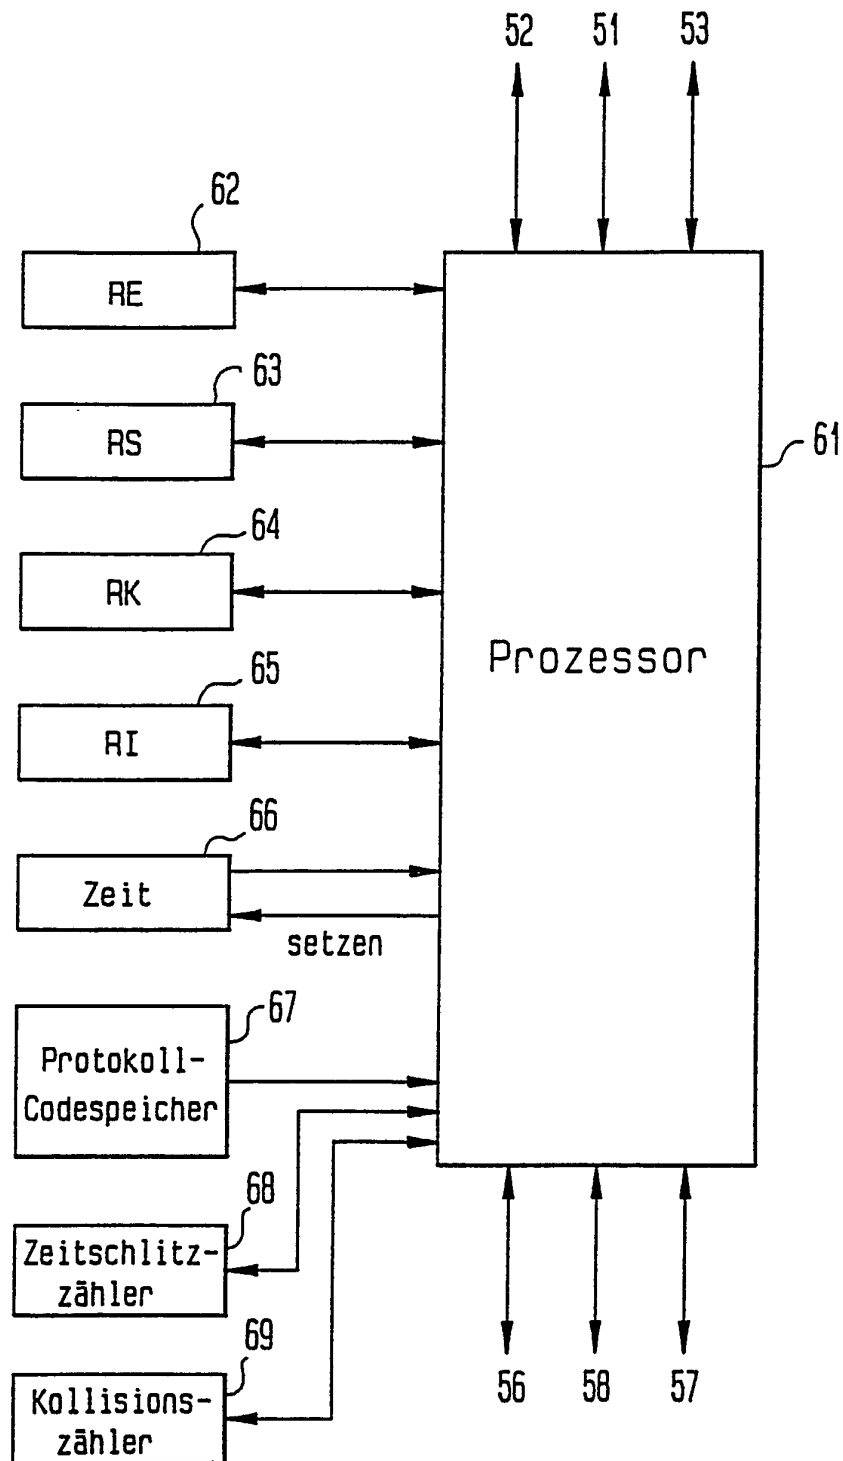 52 51 53
62
RE
63
RS
61
64
RK
Prozessor
65
RI
66
Zeit
setzen
67
Protokoll-
Codespeicher
68
Zeitschlitz-
zähler
69
Kollisions-
zähler
56 58 57